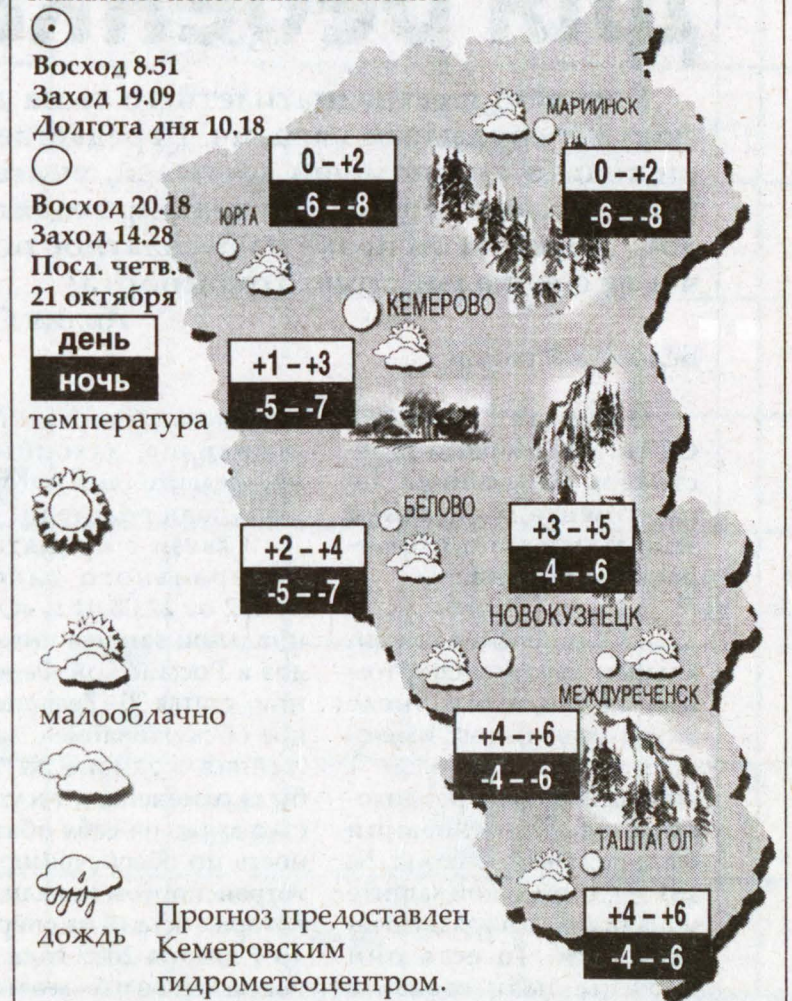 Восход 8.51
Заход 19.09
Долгота дня 10.18
Восход 20.18
Заход 14.28
Посл. четв.
21 октября
день
ночь
температура
малооблачно
дождь
МАРИИНСК
0 – +2
-6 – -8
ЮРГА
0 – +2
-6 – -8
КЕМЕРОВО
+1 – +3
-5 – -7
БЕЛОВО
+2 – +4
-5 – -7
+3 – +5
-4 – -6
НОВОКУЗНЕЦК
МЕЖДУРЕЧЕНСК
+4 – +6
-4 – -6
ТАШТАГОЛ
+4 – +6
-4 – -6
Прогноз предоставлен
Кемеровским
гидрометеоцентром.